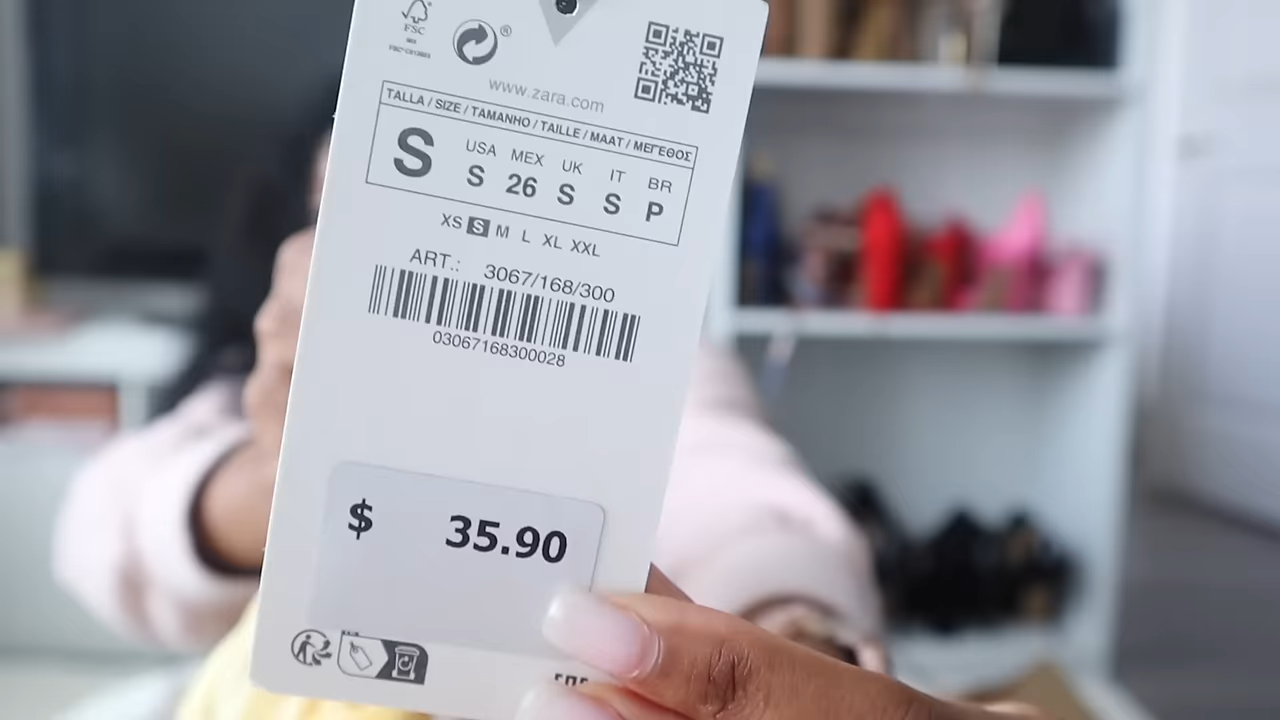 FSC
®
www.zara.com
TALLA / SIZE / TAMANHO / TAILLE / MAAT / ΜΕΓΕΘΟΣ
S
USA MEX UK IT BR
S 26 S S P
XS S M L XL XXL
ART.: 3067/168/300
03067168300028
$ 35.90